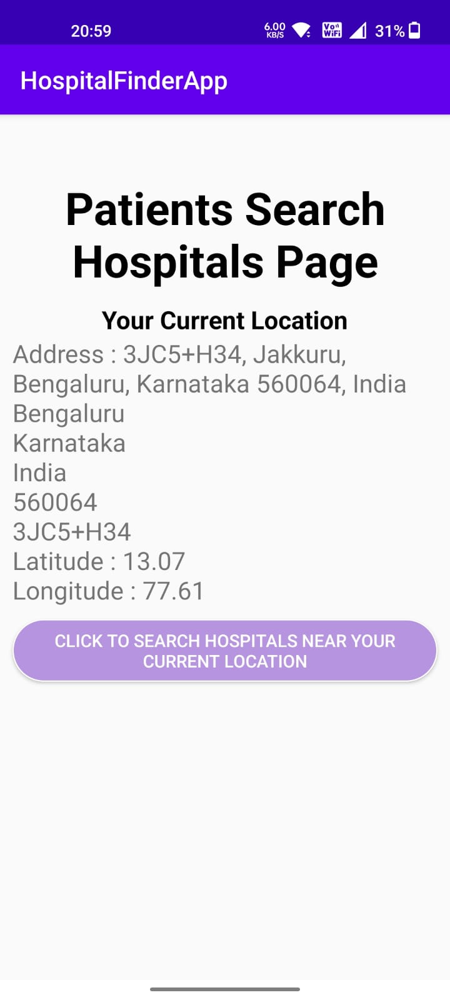 20:59 6.00 KB/S Vo WiFi 31%
HospitalFinderApp
Patients Search
Hospitals Page
Your Current Location
Address : 3JC5+H34, Jakkuru,
Bengaluru, Karnataka 560064, India
Bengaluru
Karnataka
India
560064
3JC5+H34
Latitude : 13.07
Longitude : 77.61
CLICK TO SEARCH HOSPITALS NEAR YOUR
CURRENT LOCATION